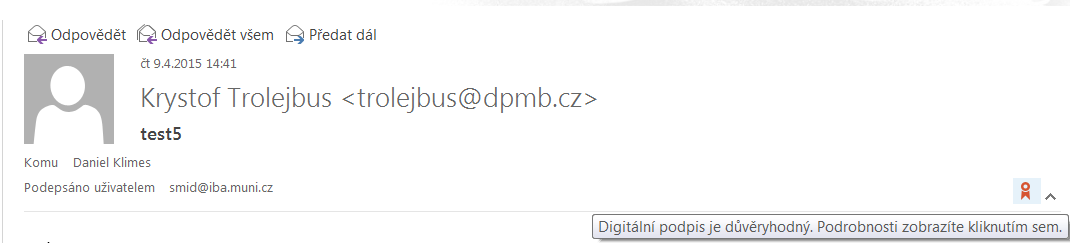 Odpovědět Odpovědět všem Předat dál
čt 9.4.2015 14:41
Krystof Trolejbus <trolejbus@dpmb.cz>
test5
Komu Daniel Klimes
Podepsáno uživatelem smid@iba.muni.cz
Digitální podpis je důvěryhodný. Podrobnosti zobrazíte kliknutím sem.